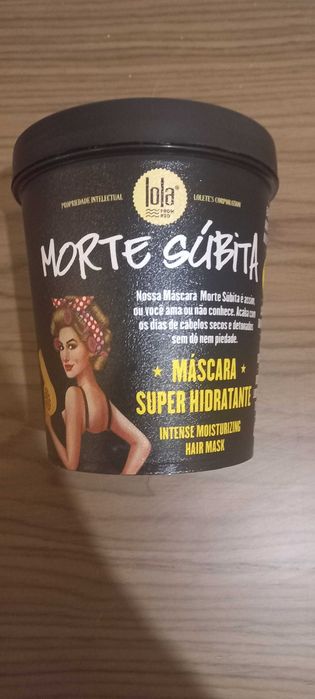 PROPRIEDADE INTELECTUAL
lola®
FROM
RIO
LOLETE'S CORPORATION
MORTE SÚBITA
Nossa Máscara Morte Súbita é assim,
ou você ama ou não conhece. Acaba com
os dias de cabelos secos e detonados
sem dó nem piedade.
MÁSCARA
SUPER HIDRATANTE
INTENSE MOISTURIZING
HAIR MASK